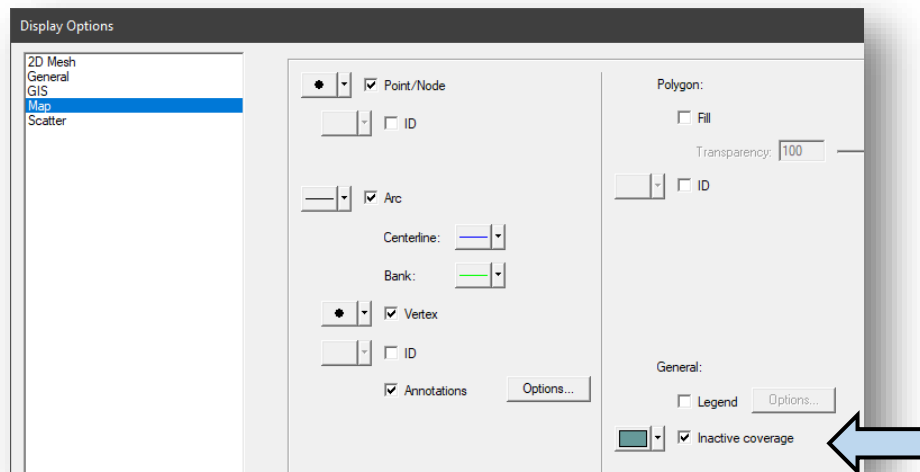 Display Options
2D Mesh
General
GIS
Map
Scatter
Point/Node
ID
Arc
Centerline:
Bank:
Vertex
ID
Annotations Options...
Polygon:
Fill
Transparency: 100
ID
General:
Legend Options...
Inactive coverage